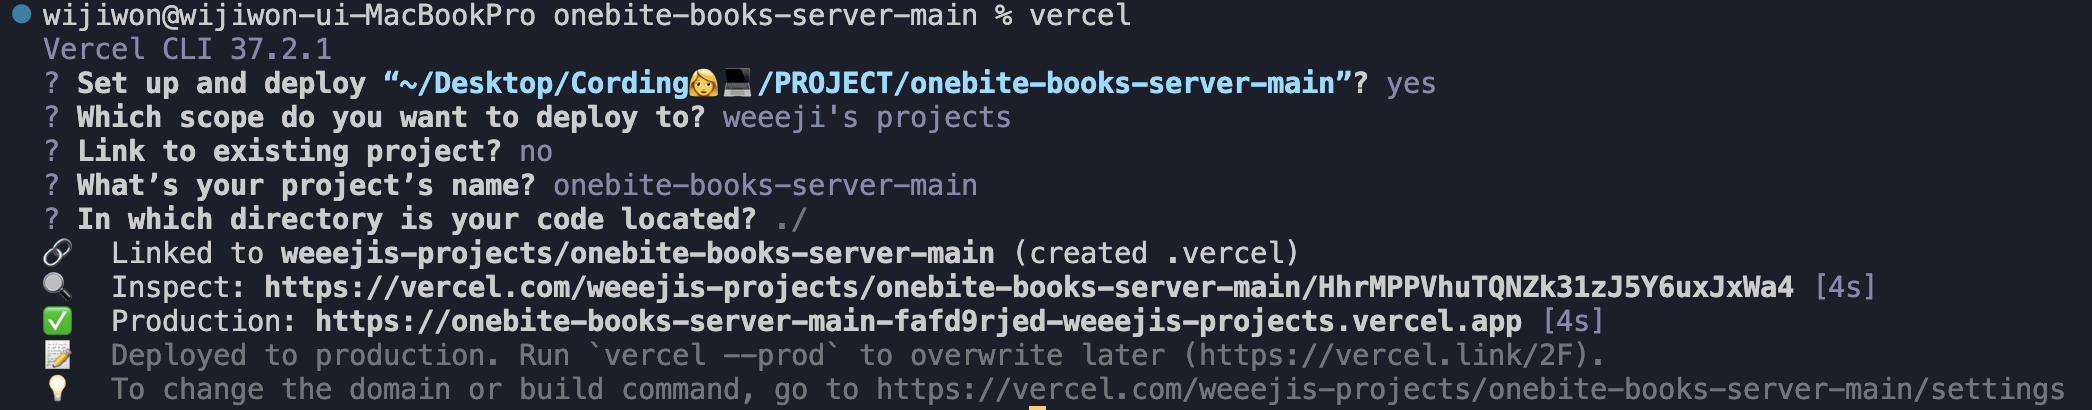 wijiwon@wijiwon-ui-MacBookPro onebite-books-server-main % vercel
Vercel CLI 37.2.1
? Set up and deploy “~/Desktop/Cording👩‍💻/PROJECT/onebite-books-server-main”? yes
? Which scope do you want to deploy to? weeeji's projects
? Link to existing project? no
? What’s your project’s name? onebite-books-server-main
? In which directory is your code located? ./
🔗 Linked to weeejis-projects/onebite-books-server-main (created .vercel)
🔍 Inspect: https://vercel.com/weeejis-projects/onebite-books-server-main/HhrMPPVhuTQNZk31zJ5Y6uxJxWa4 [4s]
✅ Production: https://onebite-books-server-main-fafd9rjed-weeejis-projects.vercel.app [4s]
📝 Deployed to production. Run `vercel --prod` to overwrite later (https://vercel.link/2F).
💡 To change the domain or build command, go to https://vercel.com/weeejis-projects/onebite-books-server-main/settings